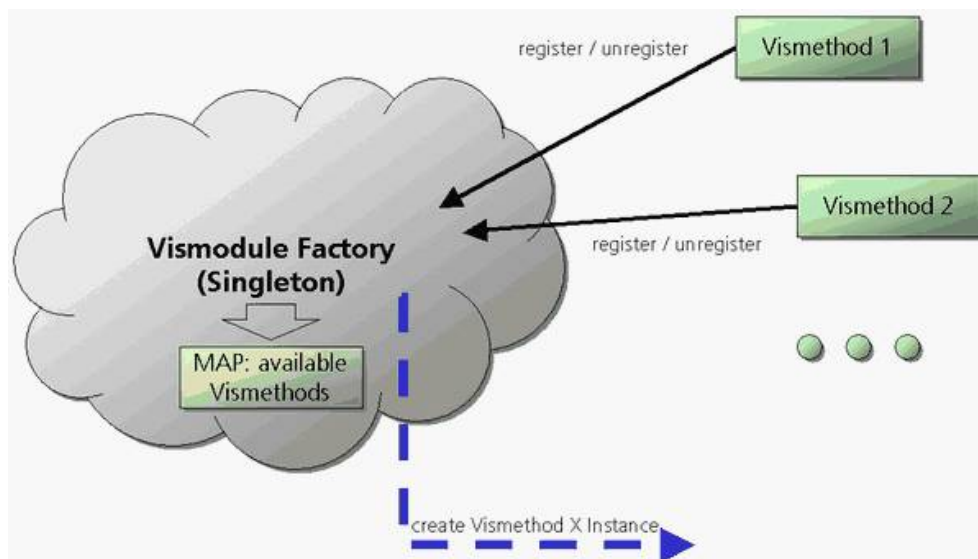 register / unregister
Vismethod 1
Vismethod 2
register / unregister
Vismodule Factory
(Singleton)
MAP: available
Vismethods
create Vismethod X Instance